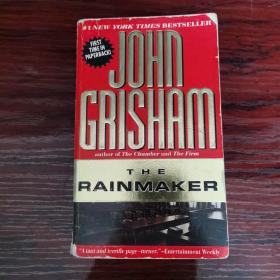 #1 NEW YORK TIMES BESTSELLER
FIRST
TIME IN
PAPERBACK!
JOHN
GRISHAM
author of The Chamber and The Firm
THE
RAINMAKER
"A taut and terrific page-turner."—Entertainment Weekly